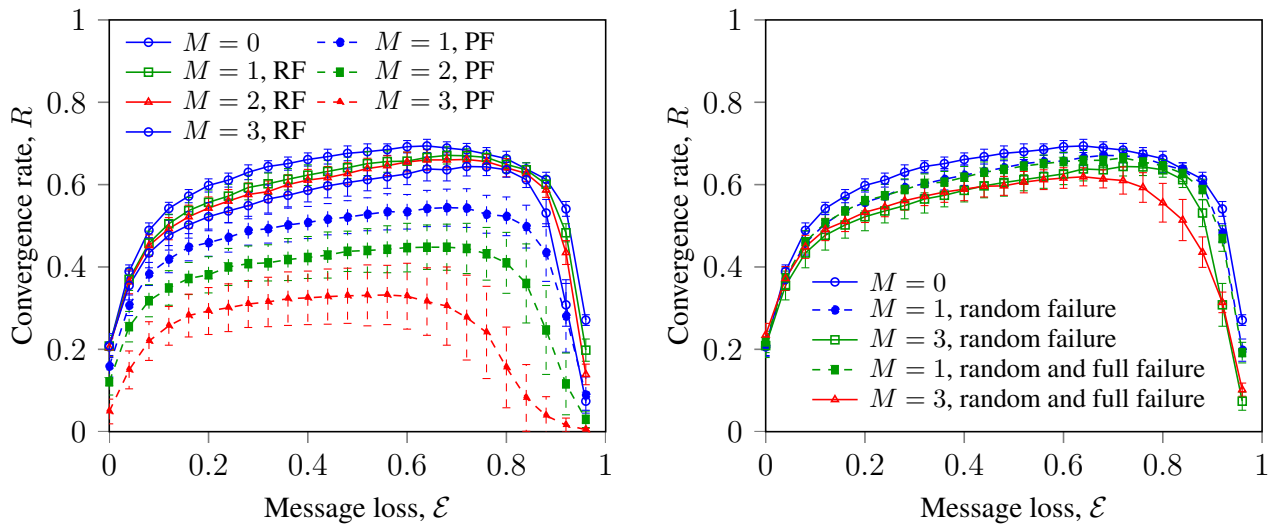 1
0.8
0.6
0.4
0.2
0
Convergence rate, R
M = 0
M = 1, RF
M = 2, RF
M = 3, RF
M = 1, PF
M = 2, PF
M = 3, PF
0 0.2 0.4 0.6 0.8 1
Message loss, ℰ
1
0.8
0.6
0.4
0.2
0
Convergence rate, R
M = 0
M = 1, random failure
M = 3, random failure
M = 1, random and full failure
M = 3, random and full failure
0 0.2 0.4 0.6 0.8 1
Message loss, ℰ